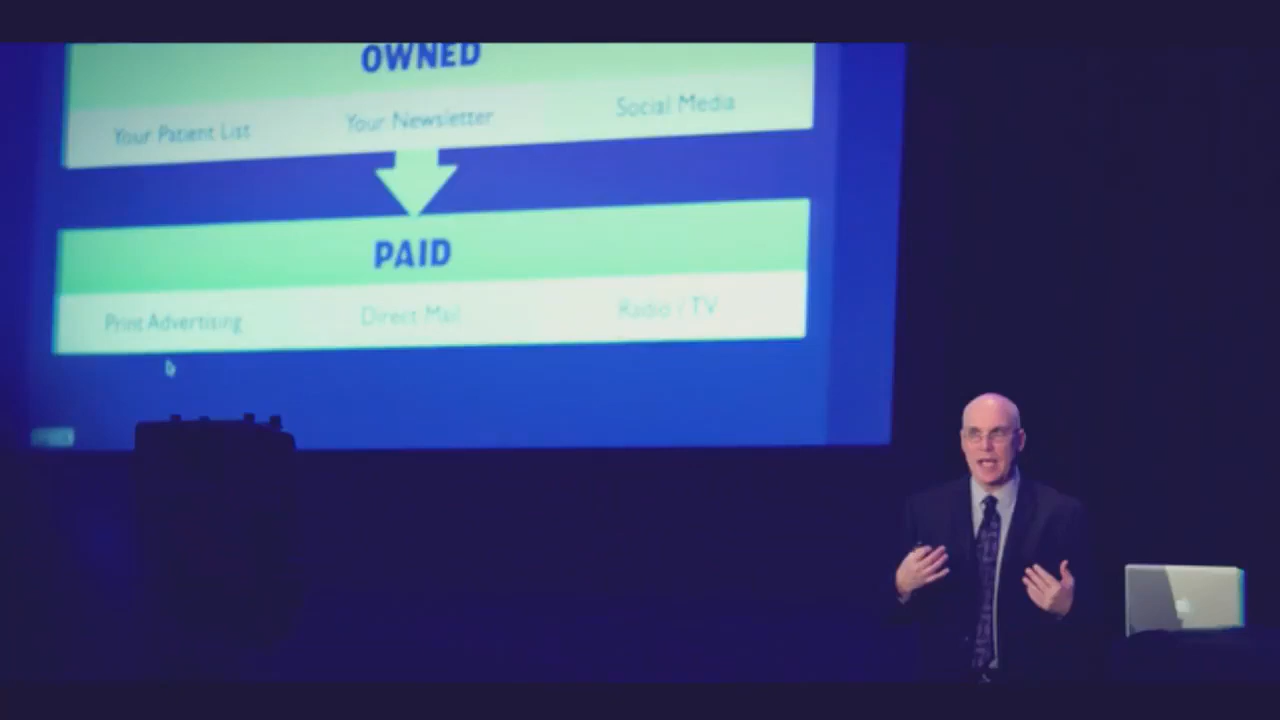 OWNED
Your Patient List Your Newsletter Social Media
PAID
Print Advertising Direct Mail Radio / TV